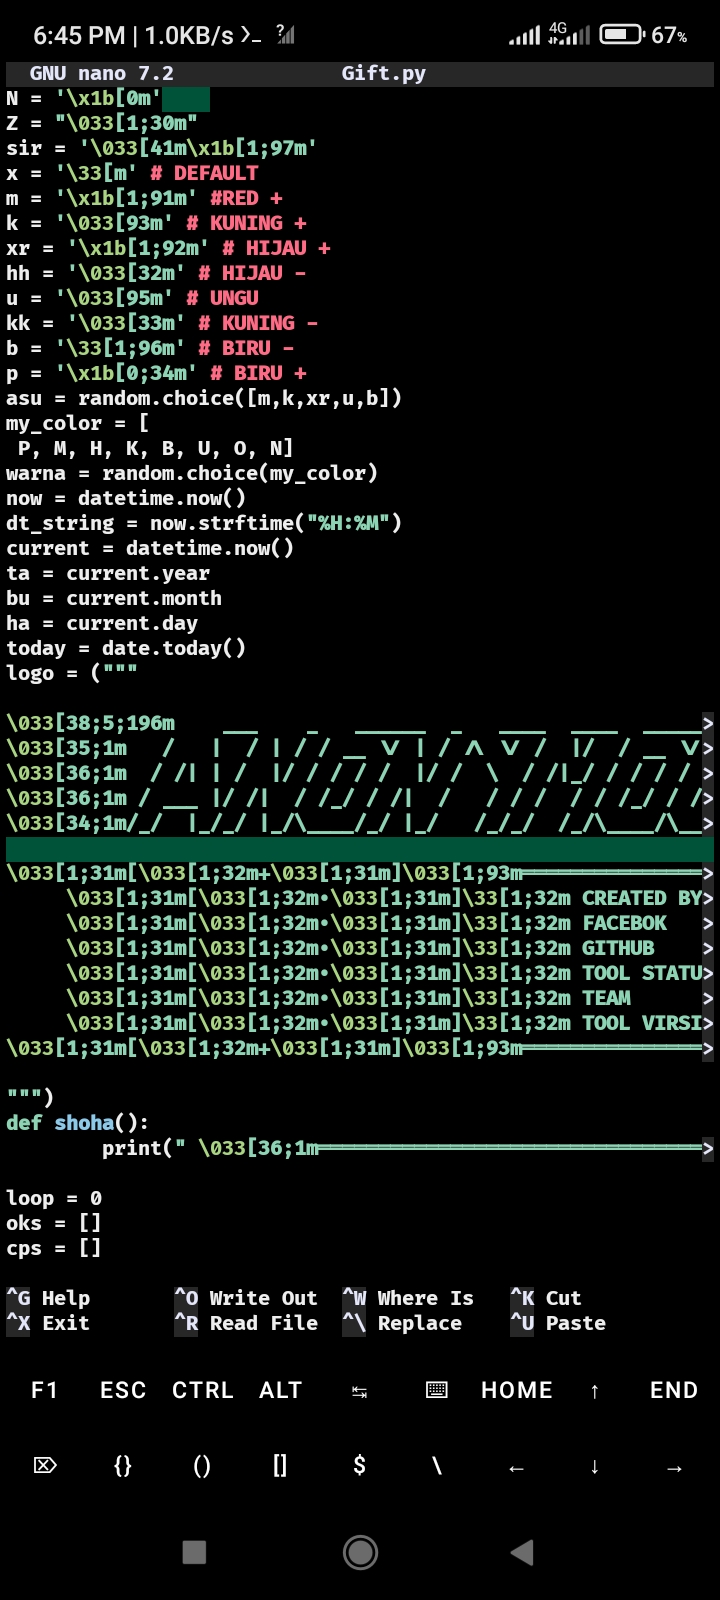 6:45 PM | 1.0KB/s >_ ? 4G 67%
GNU nano 7.2 Gift.py
N = '\x1b[0m'
Z = "\033[1;30m"
sir = '\033[41m\x1b[1;97m'
x = '\33[m' # DEFAULT
m = '\x1b[1;91m' #RED +
k = '\033[93m' # KUNING +
xr = '\x1b[1;92m' # HIJAU +
hh = '\033[32m' # HIJAU -
u = '\033[95m' # UNGU
kk = '\033[33m' # KUNING -
b = '\33[1;96m' # BIRU -
p = '\x1b[0;34m' # BIRU +
asu = random.choice([m,k,xr,u,b])
my_color = [
 P, M, H, K, B, U, O, N]
warna = random.choice(my_color)
now = datetime.now()
dt_string = now.strftime("%H:%M")
current = datetime.now()
ta = current.year
bu = current.month
ha = current.day
today = date.today()
logo = ("""
\033[38;5;196m    ___    _   ______  _   ____  ____  _____>
\033[35;1m   /   |  / | / / __ \/ | / ^ \/ /  |/  / __ \/>
\033[36;1m  / /| | /  |/ / / / /  |/ /  \  / /|_/ / / / /
\033[36;1m / ___ |/ /|  / /_/ / /|  /   / / /  / / /_/ / />
\033[34;1m/_/  |_/_/ |_/\____/_/ |_/   /_/_/  /_/\____/\__>
\033[1;31m[\033[1;32m+\033[1;31m]\033[1;93m═══════════════>
     \033[1;31m[\033[1;32m•\033[1;31m]\33[1;32m CREATED BY>
     \033[1;31m[\033[1;32m•\033[1;31m]\33[1;32m FACEBOK >
     \033[1;31m[\033[1;32m•\033[1;31m]\33[1;32m GITHUB >
     \033[1;31m[\033[1;32m•\033[1;31m]\33[1;32m TOOL STATU>
     \033[1;31m[\033[1;32m•\033[1;31m]\33[1;32m TEAM >
     \033[1;31m[\033[1;32m•\033[1;31m]\33[1;32m TOOL VIRSI>
\033[1;31m[\033[1;32m+\033[1;31m]\033[1;93m═══════════════>
""")
def shoha():
        print(" \033[36;1m════════════════════════════════>
loop = 0
oks = []
cps = []
^G Help ^O Write Out ^W Where Is ^K Cut
^X Exit ^R Read File ^\ Replace ^U Paste
F1 ESC CTRL ALT ↹ ⌨ HOME ↑ END
⌦ {} () [] $ \ ← ↓ →